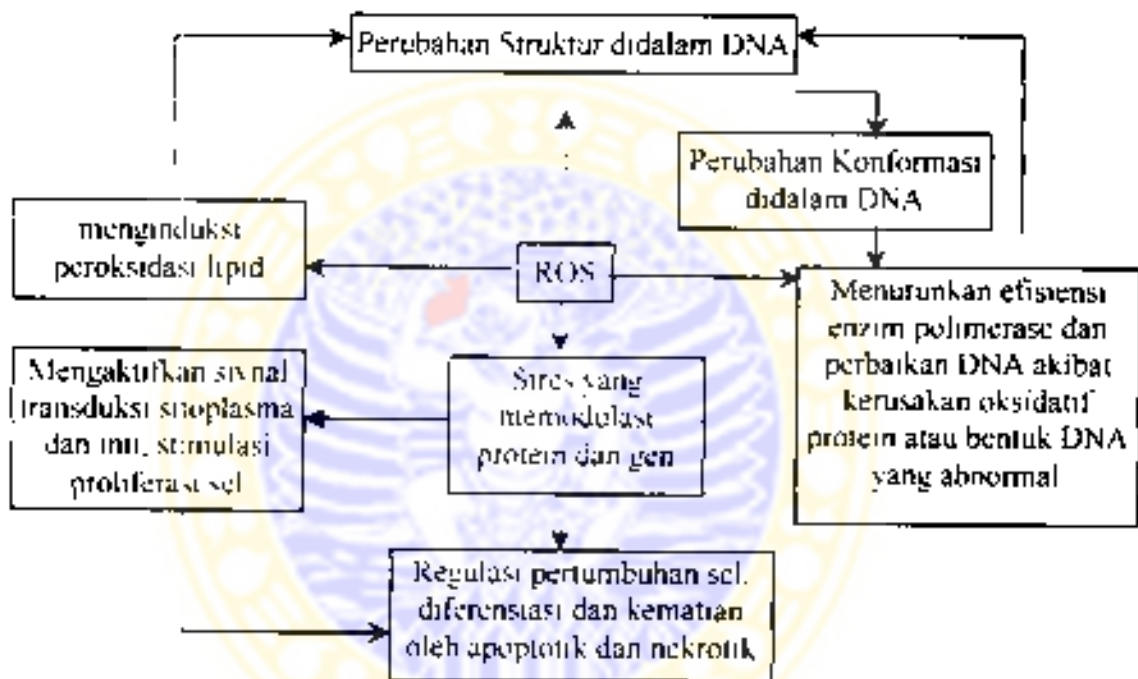 Perubahan Struktur didalam DNA
Perubahan Konformasi
didalam DNA
menginduksi
peroksidasi lipid
ROS
Menurunkan efisiensi
enzim polimerase dan
perbaikan DNA akibat
kerusakan oksidatif
protein atau bentuk DNA
yang abnormal
Mengaktifkan sixnal
transduksi sitoplasma
dan inti, stimulasi
proliferasi sel
Stres yang
memodulasi
protein dan gen
Regulasi pertumbuhan sel.
diferensiasi dan kematian
oleh apoptotik dan nekrotik